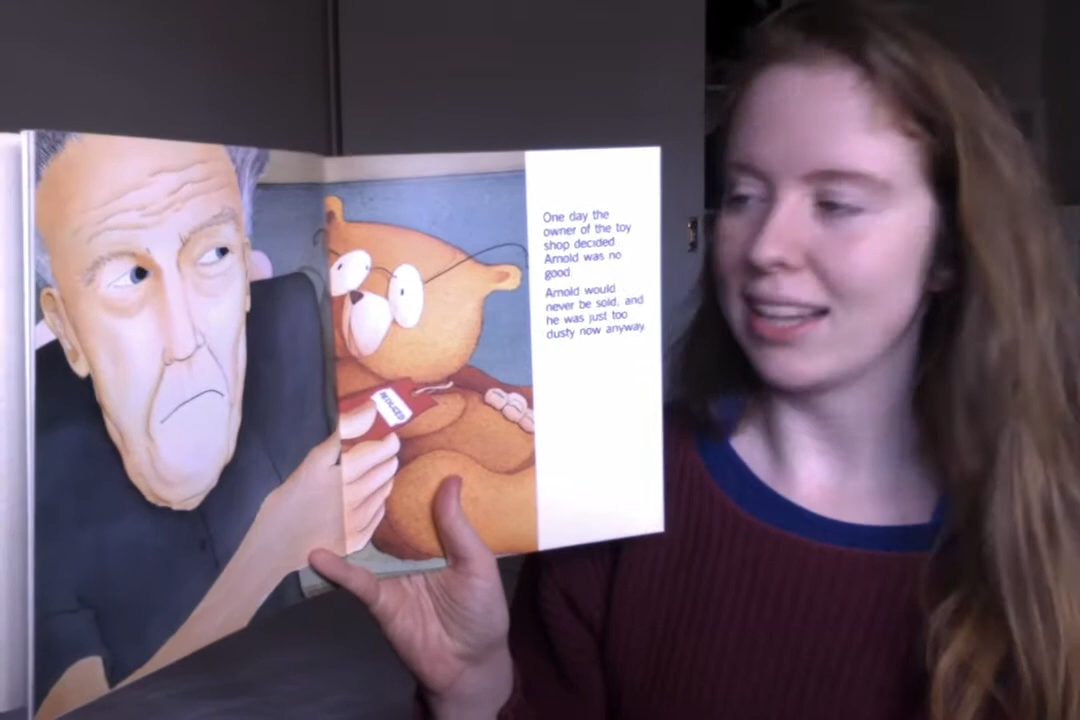 REDUCED
One day the
owner of the toy
shop decided
Arnold was no
good.
Arnold would
never be sold, and
he was just too
dusty now anyway.